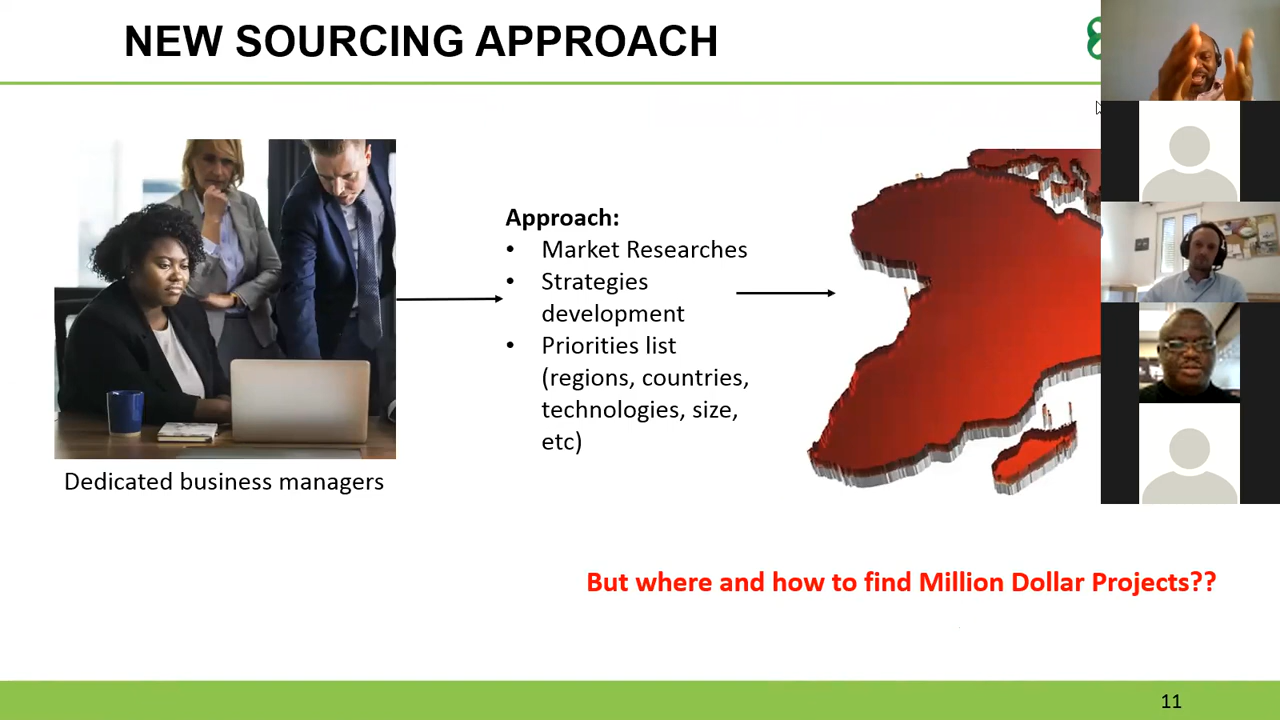 NEW SOURCING APPROACH
Approach:
• Market Researches
• Strategies
development
• Priorities list
(regions, countries,
technologies, size,
etc)
Dedicated business managers
But where and how to find Million Dollar Projects??
11